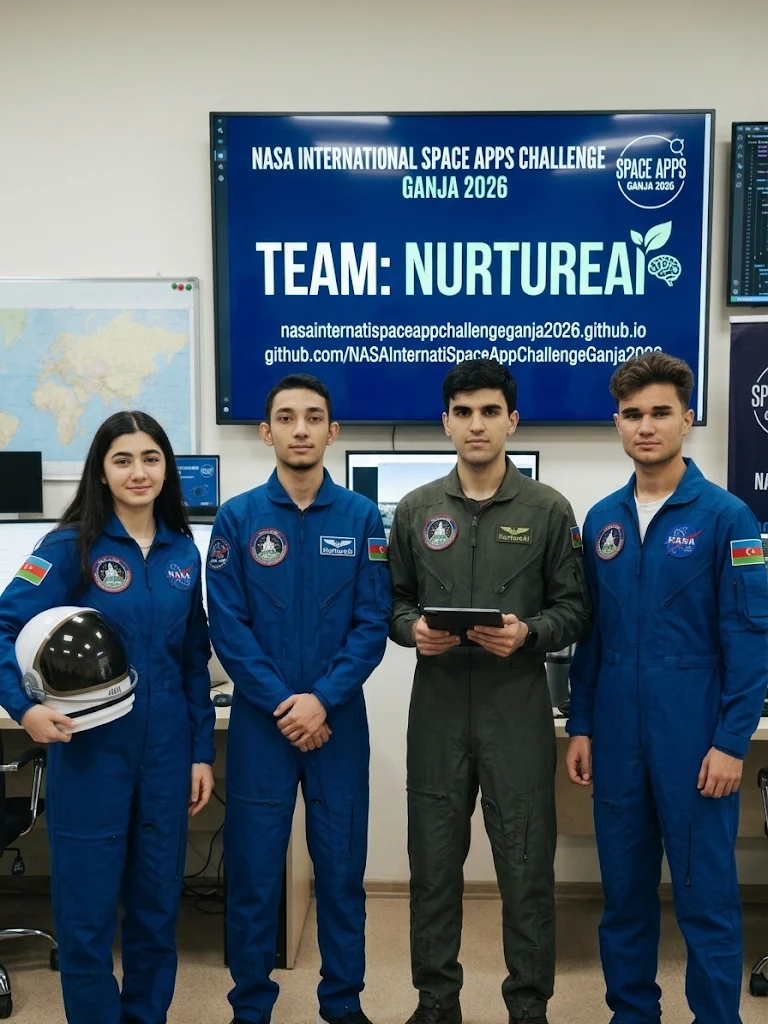 NASA INTERNATIONAL SPACE APPS CHALLENGE
GANJA 2026
SPACE APPS
GANJA 2026
TEAM: NURTUREAI
nasainternatispaceappchallengeganja2026.github.io
github.com/NASAInternatiSpaceAppChallengeGanja2026
NASA
NurtureAI
NASA